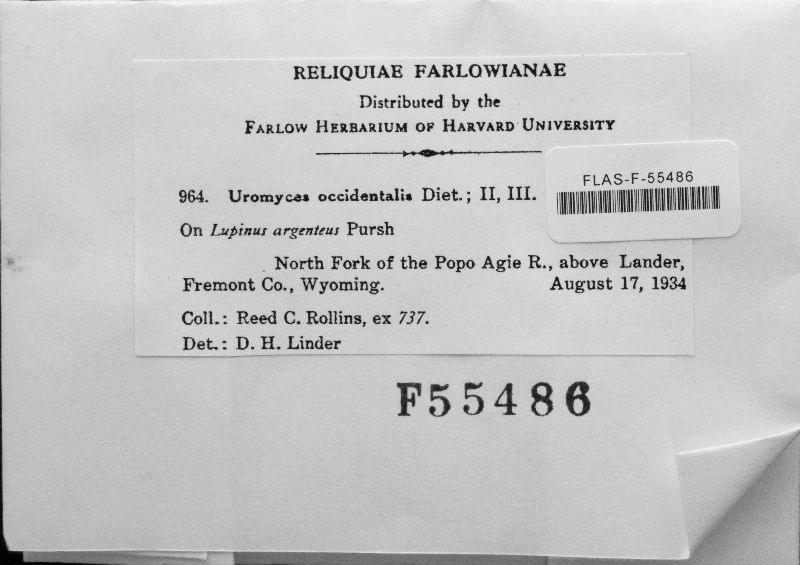 RELIQUIAE FARLOWIANAE
Distributed by the
FARLOW HERBARIUM OF HARVARD UNIVERSITY
FLAS-F-55486
964. Uromyces occidentalis Diet.; II, III.
On Lupinus argenteus Pursh
North Fork of the Popo Agie R., above Lander,
Fremont Co., Wyoming. August 17, 1934
Coll.: Reed C. Rollins, ex 737.
Det.: D. H. Linder
F55486